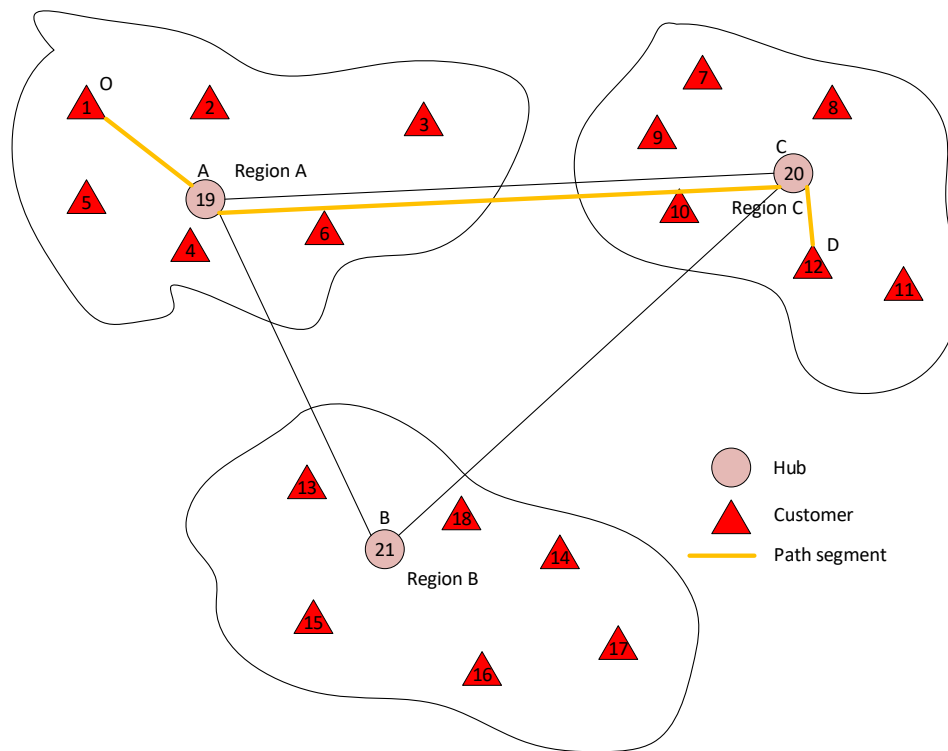 O
1
2
3
A
Region A
19
5
4
6
7
8
9
C
20
10
Region C
D
12
11
13
18
B
21
14
Region B
15
16
17
Hub
Customer
Path segment